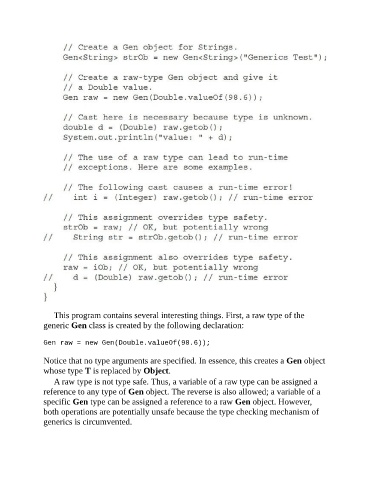 // Create a Gen object for Strings.
Gen<String> strOb = new Gen<String>("Generics Test");
// Create a raw-type Gen object and give it
// a Double value.
Gen raw = new Gen(Double.valueOf(98.6));
// Cast here is necessary because type is unknown.
double d = (Double) raw.getob();
System.out.println("value: " + d);
// The use of a raw type can lead to run-time
// exceptions. Here are some examples.
// The following cast causes a run-time error!
// int i = (Integer) raw.getob(); // run-time error
// This assignment overrides type safety.
strOb = raw; // OK, but potentially wrong
// String str = strOb.getob(); // run-time error
// This assignment also overrides type safety.
raw = iOb; // OK, but potentially wrong
// d = (Double) raw.getob(); // run-time error
}
}
This program contains several interesting things. First, a raw type of the
generic Gen class is created by the following declaration:
Gen raw = new Gen(Double.valueOf(98.6));
Notice that no type arguments are specified. In essence, this creates a Gen object
whose type T is replaced by Object.
A raw type is not type safe. Thus, a variable of a raw type can be assigned a
reference to any type of Gen object. The reverse is also allowed; a variable of a
specific Gen type can be assigned a reference to a raw Gen object. However,
both operations are potentially unsafe because the type checking mechanism of
generics is circumvented.